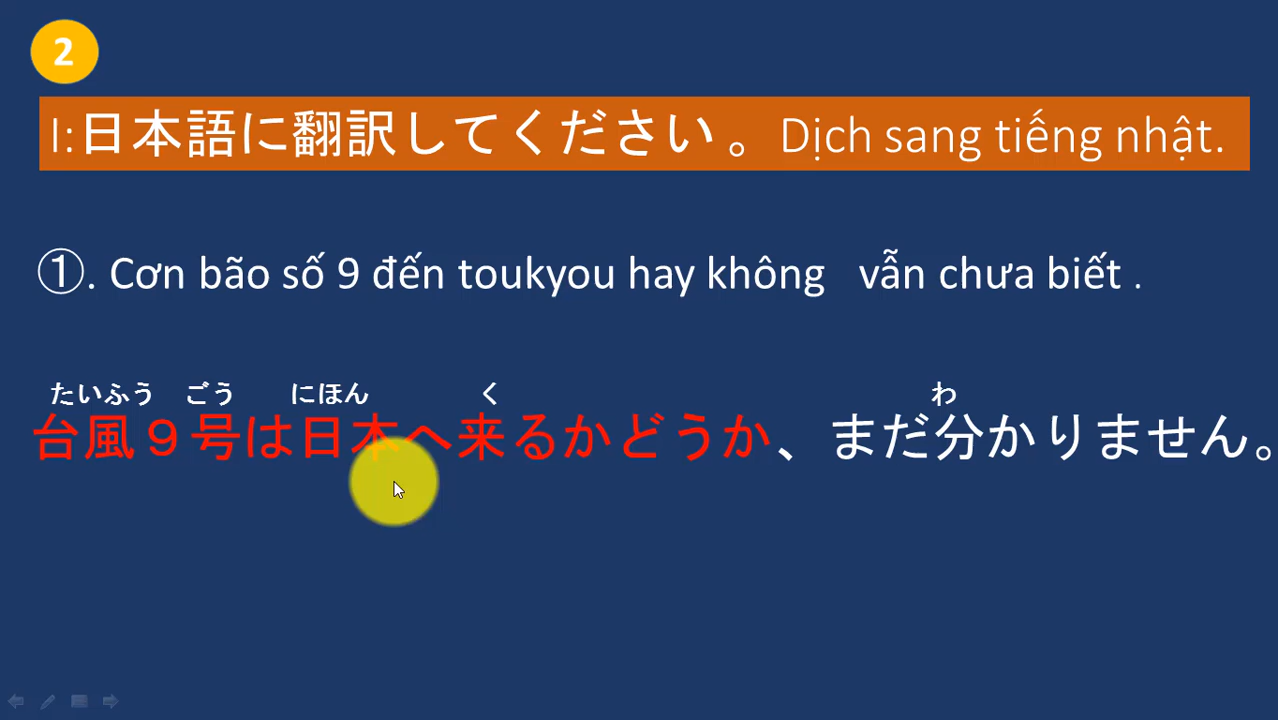 2
I:日本語に翻訳してください。Dịch sang tiếng nhật.
①. Cơn bão số 9 đến toukyou hay không vẫn chưa biết .
たいふう ごう にほん く わ
台風９号は日本へ来るかどうか、まだ分かりません。